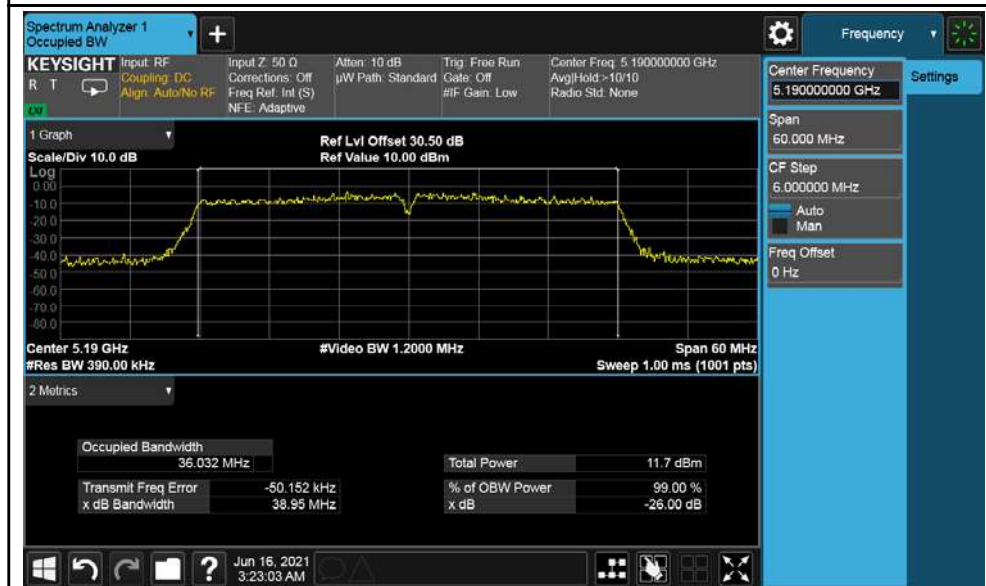 Spectrum Analyzer 1
Occupied BW
Frequency
KEYSIGHT
R T
LXI
Input: RF
Coupling: DC
Align: Auto/No RF
Input Z: 50 Ω
Corrections: Off
Freq Ref: Int (S)
NFE: Adaptive
Atten: 10 dB
µW Path: Standard
Trig: Free Run
Gate: Off
#IF Gain: Low
Center Freq: 5.190000000 GHz
Avg|Hold:>10/10
Radio Std: None
Center Frequency
5.190000000 GHz
Settings
Span
60.000 MHz
CF Step
6.000000 MHz
Auto
Man
Freq Offset
0 Hz
1 Graph
Scale/Div 10.0 dB
Ref Lvl Offset 30.50 dB
Ref Value 10.00 dBm
Log
0.00
-10.0
-20.0
-30.0
-40.0
-50.0
-60.0
-70.0
-80.0
Center 5.19 GHz
#Video BW 1.2000 MHz
Span 60 MHz
#Res BW 390.00 kHz
Sweep 1.00 ms (1001 pts)
2 Metrics
Occupied Bandwidth
36.032 MHz
Total Power 11.7 dBm
Transmit Freq Error -50.152 kHz
% of OBW Power 99.00 %
x dB Bandwidth 38.95 MHz
x dB -26.00 dB
Jun 16, 2021
3:23:03 AM